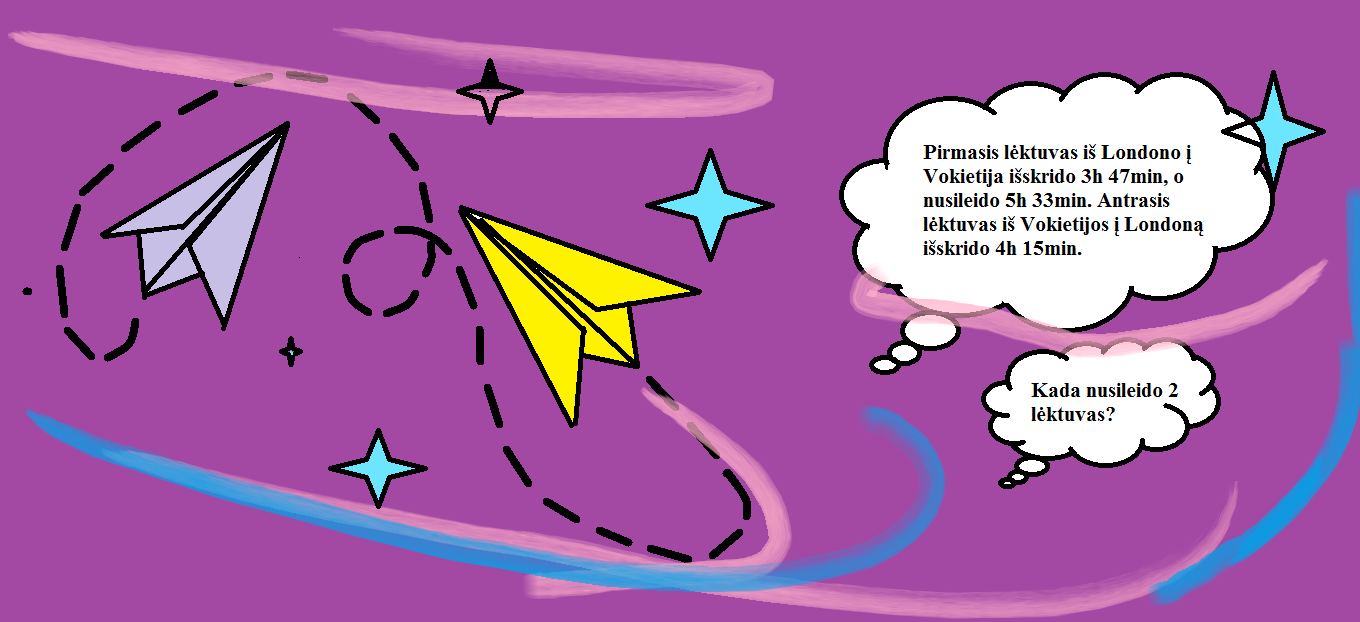 Pirmasis lėktuvas iš Londono į
Vokietija išskrido 3h 47min, o
nusileido 5h 33min. Antrasis
lėktuvas iš Vokietijos į Londoną
išskrido 4h 15min.
Kada nusileido 2
lėktuvas?